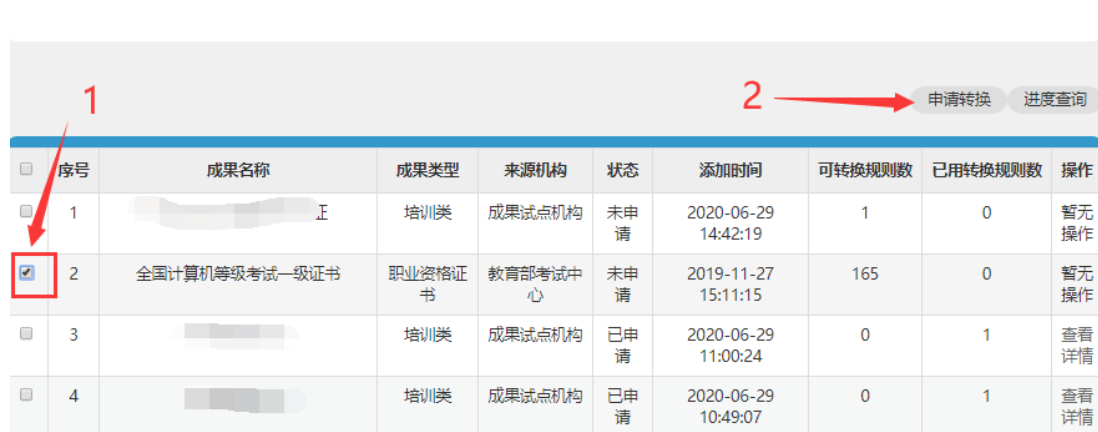 1
2
申请转换 进度查询
序号 成果名称 成果类型 来源机构 状态 添加时间 可转换规则数 已用转换规则数 操作
1 证 培训类 成果试点机构 未申 2020-06-29 1 0 暂无
请 14:42:19 操作
2 全国计算机等级考试一级证书 职业资格证 教育部考试中 未申 2019-11-27 165 0 暂无
书 心 请 15:11:15 操作
3 培训类 成果试点机构 已申 2020-06-29 0 1 查看
请 11:00:24 详情
4 培训类 成果试点机构 已申 2020-06-29 0 1 查看
请 10:49:07 详情